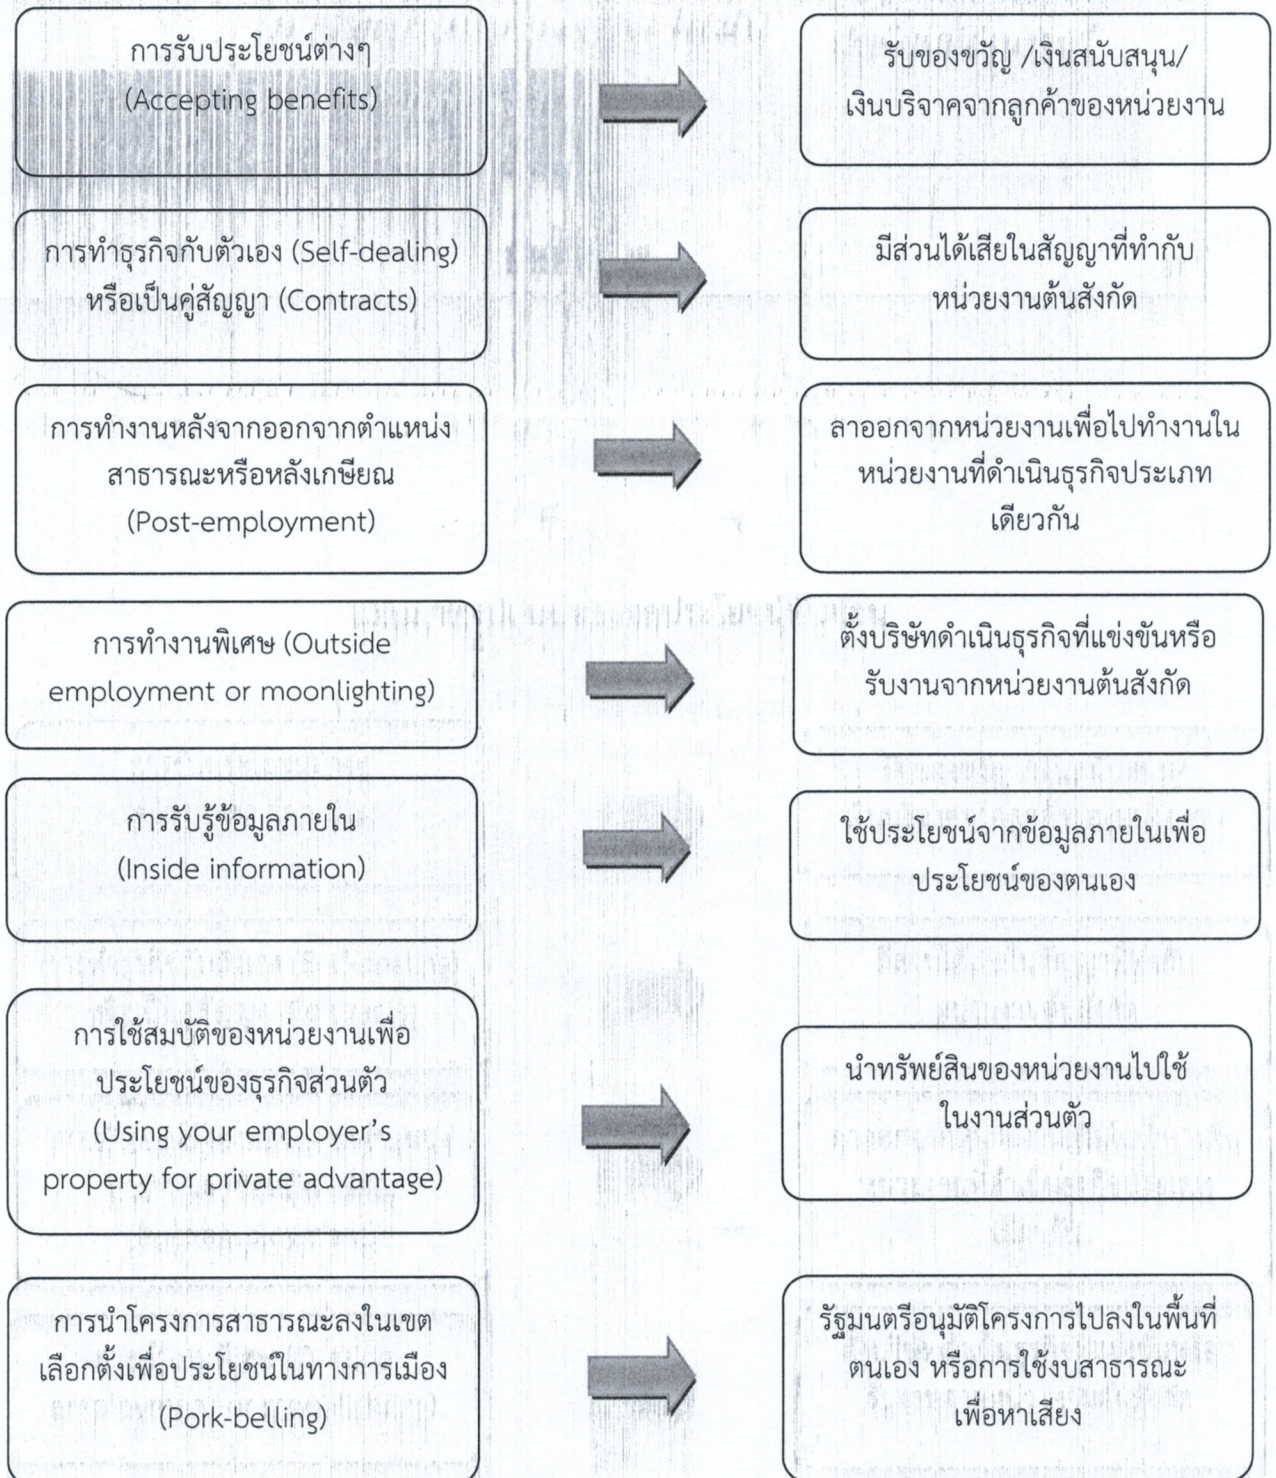 การรับประโยชน์ต่างๆ
(Accepting benefits)
รับของขวัญ /เงินสนับสนุน/
เงินบริจาคจากลูกค้าของหน่วยงาน
การทำธุรกิจกับตัวเอง (Self-dealing)
หรือเป็นคู่สัญญา (Contracts)
มีส่วนได้เสียในสัญญาที่ทำกับ
หน่วยงานต้นสังกัด
การทำงานหลังจากออกจากตำแหน่ง
สาธารณะหรือหลังเกษียณ
(Post-employment)
ลาออกจากหน่วยงานเพื่อไปทำงานใน
หน่วยงานที่ดำเนินธุรกิจประเภท
เดียวกัน
การทำงานพิเศษ (Outside
employment or moonlighting)
ตั้งบริษัทดำเนินธุรกิจที่แข่งขันหรือ
รับงานจากหน่วยงานต้นสังกัด
การรับรู้ข้อมูลภายใน
(Inside information)
ใช้ประโยชน์จากข้อมูลภายในเพื่อ
ประโยชน์ของตนเอง
การใช้สมบัติของหน่วยงานเพื่อ
ประโยชน์ของธุรกิจส่วนตัว
(Using your employer's
property for private advantage)
นำทรัพย์สินของหน่วยงานไปใช้
ในงานส่วนตัว
การนำโครงการสาธารณะลงในเขต
เลือกตั้งเพื่อประโยชน์ในทางการเมือง
(Pork-belling)
รัฐมนตรีอนุมัติโครงการไปลงในพื้นที่
ตนเอง หรือการใช้งบสาธารณะ
เพื่อหาเสียง